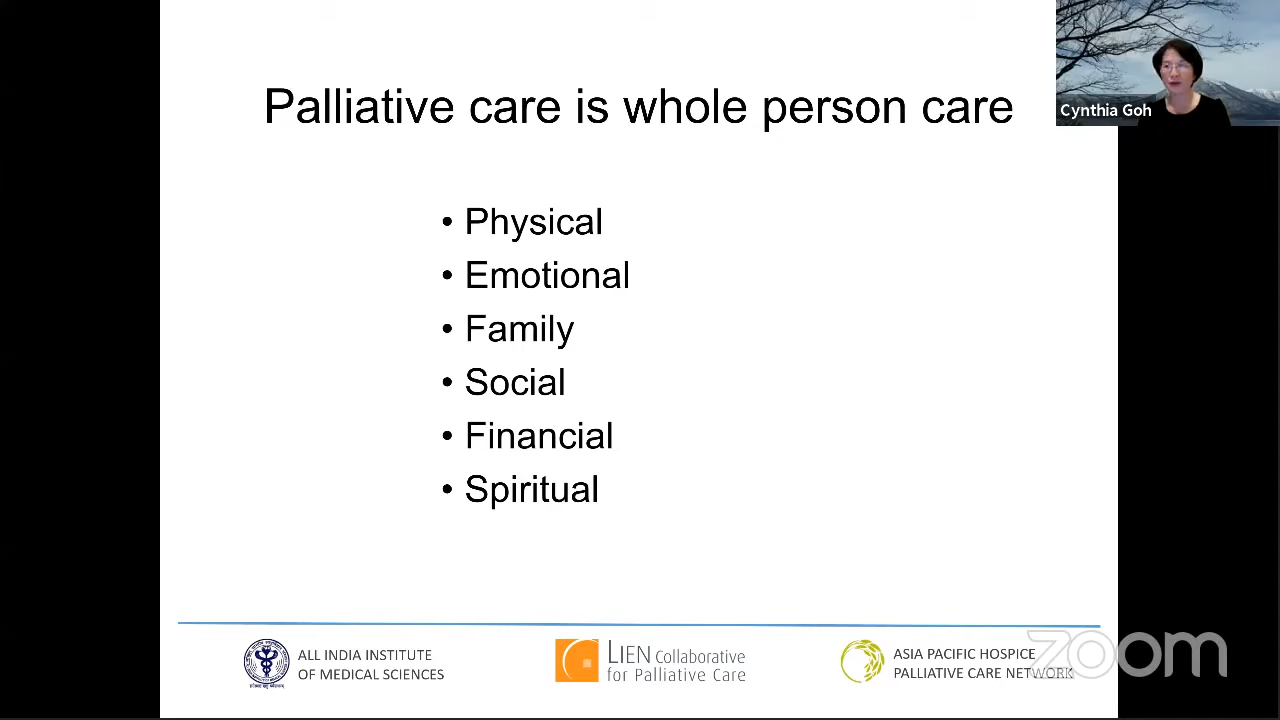 Palliative care is whole person care
Cynthia Goh
• Physical
• Emotional
• Family
• Social
• Financial
• Spiritual
ALL INDIA INSTITUTE
OF MEDICAL SCIENCES
LIEN Collaborative
for Palliative Care
ASIA PACIFIC HOSPICE
PALLIATIVE CARE NETWORK
zoom